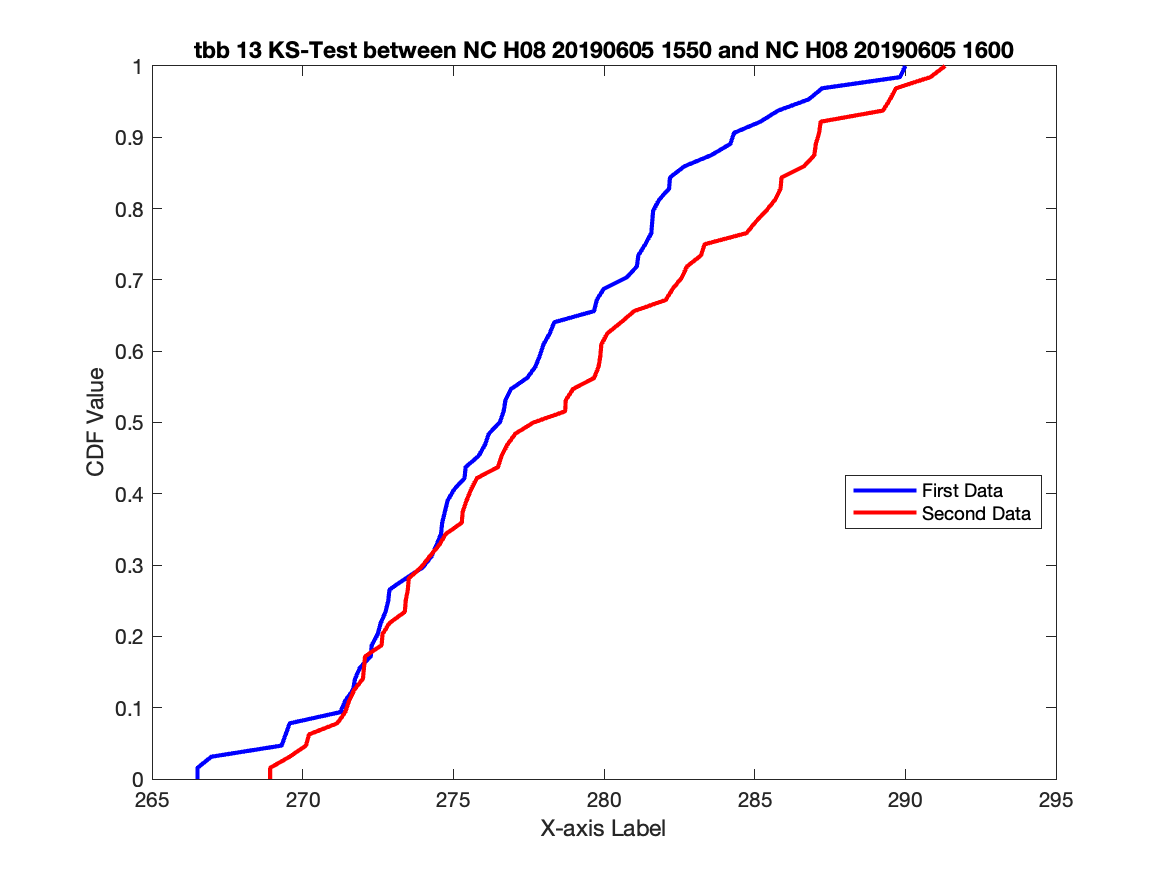 tbb 13 KS-Test between NC H08 20190605 1550 and NC H08 20190605 1600
1
0.9
0.8
0.7
0.6
0.5
0.4
0.3
0.2
0.1
0
CDF Value
First Data
Second Data
265 270 275 280 285 290 295
X-axis Label